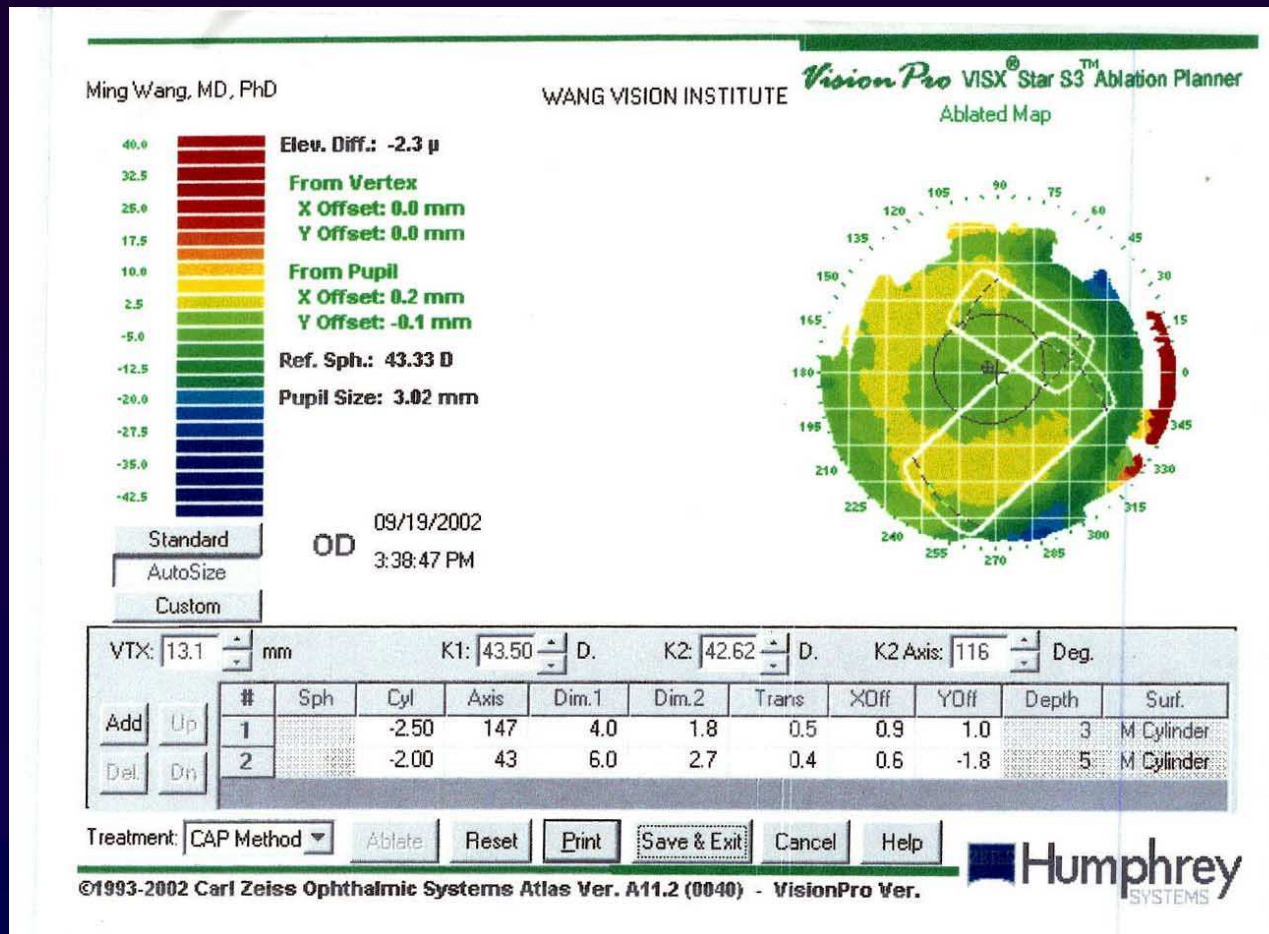 Ming Wang, MD, PhD
WANG VISION INSTITUTE
Vision Pro VISX® Star S3™ Ablation Planner
Ablated Map
40.0
32.5
25.0
17.5
10.0
2.5
-5.0
-12.5
-20.0
-27.5
-35.0
-42.5
Elev. Diff.: -2.3 µ
From Vertex
X Offset: 0.0 mm
Y Offset: 0.0 mm
From Pupil
X Offset: 0.2 mm
Y Offset: -0.1 mm
Ref. Sph.: 43.33 D
Pupil Size: 3.02 mm
OD
09/19/2002
3:38:47 PM
105 90 75
120 60
135 45
150 30
165 15
180 0
195 345
210 330
225 315
240 300
255 270 285
Standard
AutoSize
Custom
VTX: 13.1 mm K1: 43.50 D. K2: 42.62 D. K2 Axis: 116 Deg.
# Sph Cyl Axis Dim.1 Dim.2 Trans XOff YOff Depth Surf.
1 -2.50 147 4.0 1.8 0.5 0.9 1.0 3 M Cylinder
2 -2.00 43 6.0 2.7 0.4 0.6 -1.8 5 M Cylinder
Add Up
Del. Dn
Treatment: CAP Method Ablate Reset Print Save & Exit Cancel Help
©1993-2002 Carl Zeiss Ophthalmic Systems Atlas Ver. A11.2 (0040) - VisionPro Ver.
Humphrey
SYSTEMS